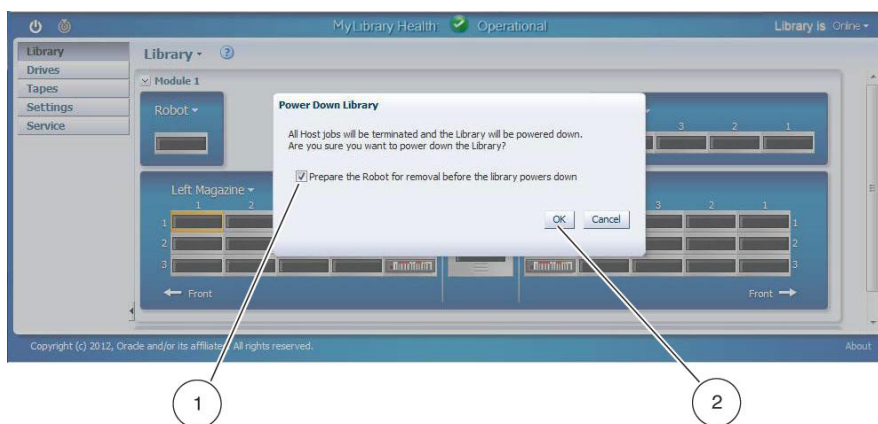 MyLibrary Health: Operational
Library is Online
Library
Drives
Tapes
Settings
Service
Library
?
Module 1
Robot
3 2 1
Power Down Library
All Host jobs will be terminated and the Library will be powered down.
Are you sure you want to power down the Library?
Prepare the Robot for removal before the library powers down
OK Cancel
Left Magazine
1 2
3 2 1
1 1
2 2
3 3
← Front
Front →
Copyright (c) 2012, Oracle and/or its affiliates. All rights reserved.
About
1
2